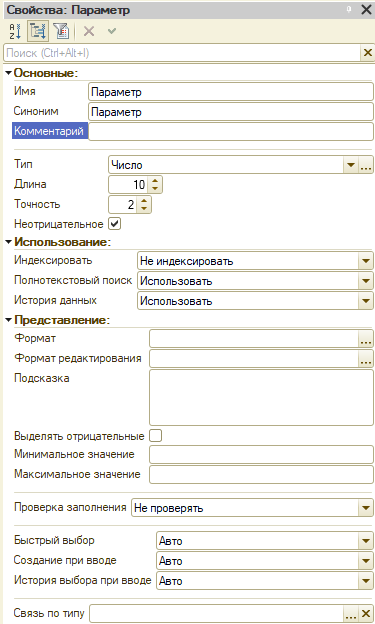 Свойства: Параметр
Поиск (Ctrl+Alt+I)
Основные:
Имя Параметр
Синоним Параметр
Комментарий
Тип Число
Длина 10
Точность 2
Неотрицательное
Использование:
Индексировать Не индексировать
Полнотекстовый поиск Использовать
История данных Использовать
Представление:
Формат
Формат редактирования
Подсказка
Выделять отрицательные
Минимальное значение
Максимальное значение
Проверка заполнения Не проверять
Быстрый выбор Авто
Создание при вводе Авто
История выбора при вводе Авто
Связь по типу